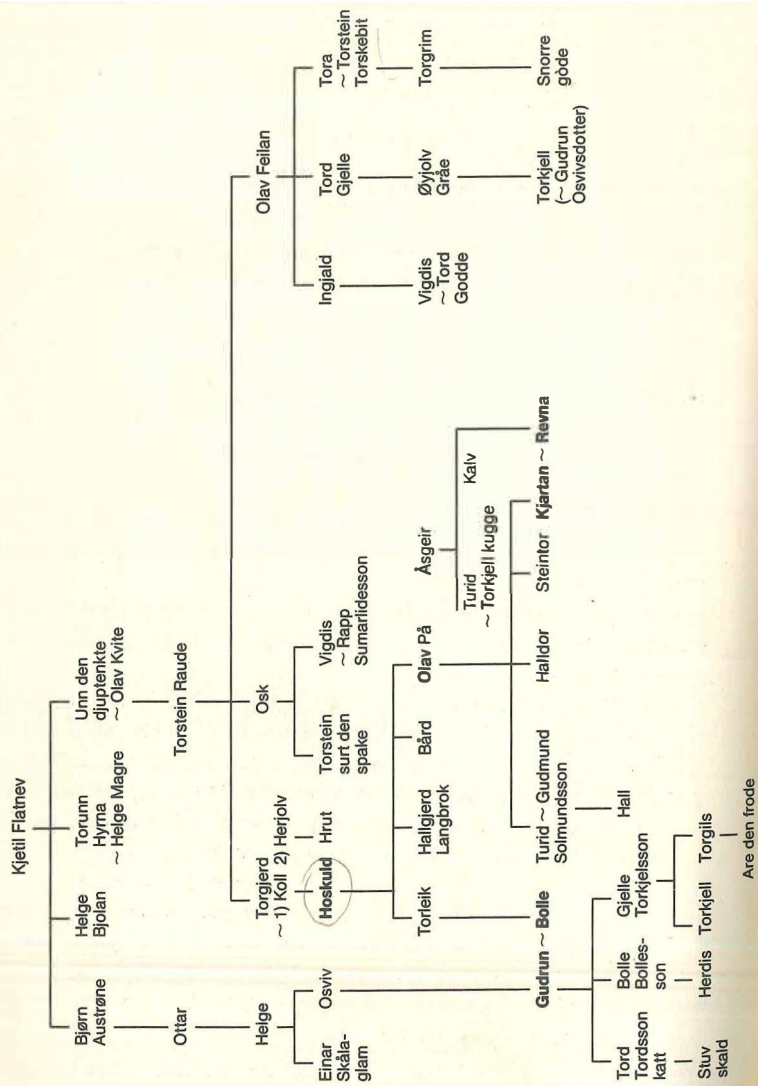 Kjetil Flatnev
Bjørn
Austrøne
Helge
Bjolan
Torunn
Hyrna
~ Helge Magre
Unn den
djuptenkte
~ Olav Kvite
Ottar
Torstein Raude
Helge
Torgjerd
~ 1) Koll 2) Herjolv
Osk
Olav Feilan
Einar
Skåla-
glam
Osviv
Hoskuld
Hrut
Torstein
surt den
spake
Vigdis
~ Rapp
Sumarlidesson
Ingjald
Tord
Gjelle
Tora
~ Torstein
Torskebit
Torleik
Hallgjerd
Langbrok
Bård
Olav På
Åsgeir
Vigdis
~ Tord
Godde
Øyjolv
Gråe
Torgrim
Turid
~ Torkjell kugge
Kalv
Gudrun ~ Bolle
Turid ~ Gudmund
Solmundsson
Halldor
Steintor
Kjartan ~ Revna
Torkjell
(~ Gudrun
Osvivsdotter)
Snorre
gòde
Tord
Tordsson
katt
Bolle
Bolles-
son
Gjelle
Torkjelsson
Hall
Stuv
skald
Herdis
Torkjell
Torgils
Are den frode